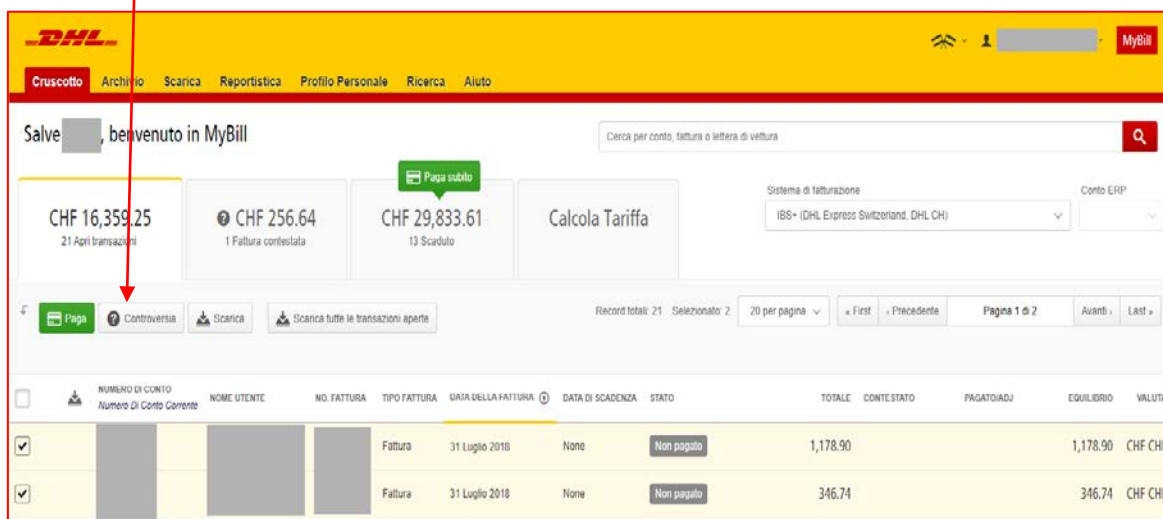 DHL
MyBill
Cruscotto Archivio Scarica Reportistica Profilo Personale Ricerca Aiuto
Salve , benvenuto in MyBill
Cerca per conto, fattura o lettera di vettura
Paga subito
CHF 16,359.25
21 Apri transazioni
CHF 256.64
1 Fattura contestata
CHF 29,833.61
13 Scaduto
Calcola Tariffa
Sistema di fatturazione
IBS+ (DHL Express Switzerland, DHL CH)
Conto ERP
Paga Controversia Scarica Scarica tutte le transazioni aperte
Record totali: 21 Selezionato: 2 20 per pagina « First ‹ Precedente Pagina 1 di 2 Avanti › Last »
NUMERO DI CONTO
Numero Di Conto Corrente
NOME UTENTE NO. FATTURA TIPO FATTURA DATA DELLA FATTURA DATA DI SCADENZA STATO TOTALE CONTESTATO PAGATO/ADJ EQUILIBRIO VALUTA
Fattura 31 Luglio 2018 None Non pagato 1,178.90 1,178.90 CHF CHF
Fattura 31 Luglio 2018 None Non pagato 346.74 346.74 CHF CHF